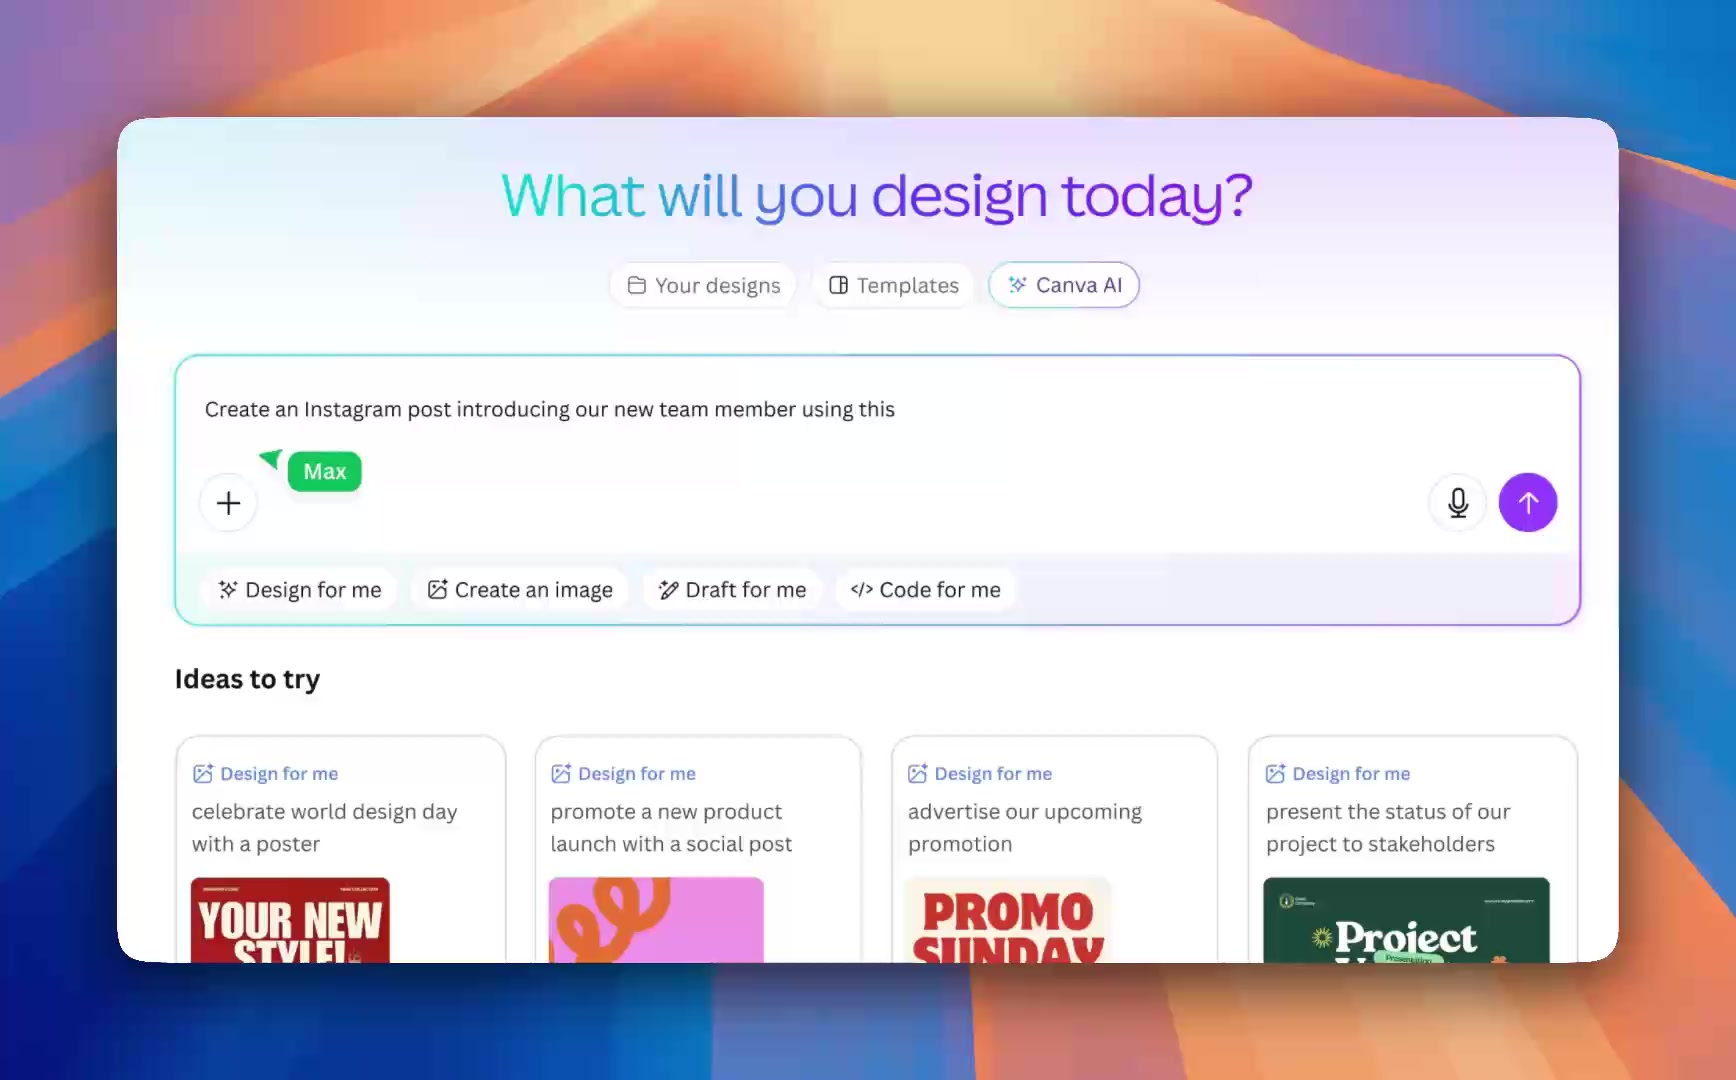 What will you design today?
Your designs
Templates
Canva AI
Create an Instagram post introducing our new team member using this
Max
Design for me
Create an image
Draft for me
</> Code for me
Ideas to try
Design for me
celebrate world design day
with a poster
YOUR NEW
STYLE!
Design for me
promote a new product
launch with a social post
Design for me
advertise our upcoming
promotion
PROMO
SUNDAY
Design for me
present the status of our
project to stakeholders
Project
Presentation